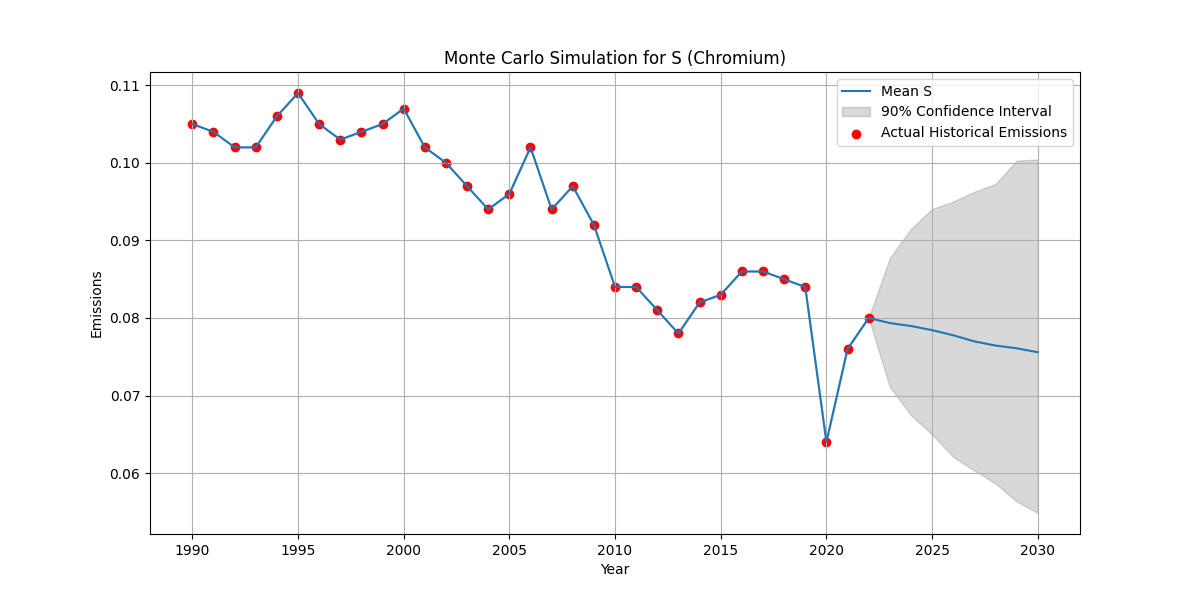 Monte Carlo Simulation for S (Chromium)
Mean S
90% Confidence Interval
Actual Historical Emissions
0.11
0.10
0.09
0.08
0.07
0.06
Emissions
1990 1995 2000 2005 2010 2015 2020 2025 2030
Year